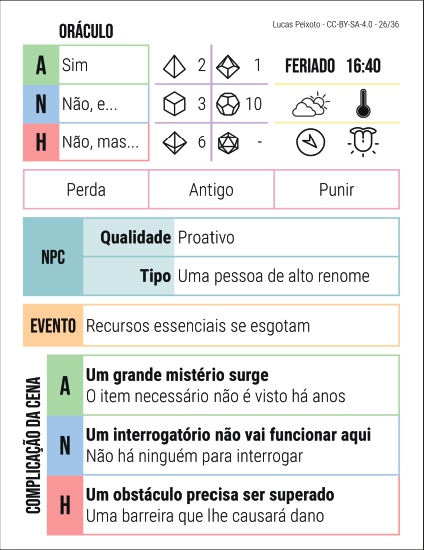 Lucas Peixoto - CC-BY-SA-4.0 - 26/36
ORÁCULO
A Sim
N Não, e...
H Não, mas...
2 1
3 10
6 -
FERIADO 16:40
Perda Antigo Punir
NPC
Qualidade Proativo
Tipo Uma pessoa de alto renome
EVENTO Recursos essenciais se esgotam
COMPLICAÇÃO DA CENA
A
Um grande mistério surge
O item necessário não é visto há anos
N
Um interrogatório não vai funcionar aqui
Não há ninguém para interrogar
H
Um obstáculo precisa ser superado
Uma barreira que lhe causará dano